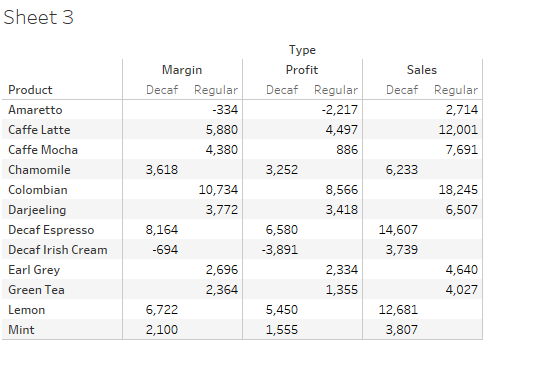 Sheet 3
Type
Margin Profit Sales
Product Decaf Regular Decaf Regular Decaf Regular
Amaretto -334 -2,217 2,714
Caffe Latte 5,880 4,497 12,001
Caffe Mocha 4,380 886 7,691
Chamomile 3,618 3,252 6,233
Colombian 10,734 8,566 18,245
Darjeeling 3,772 3,418 6,507
Decaf Espresso 8,164 6,580 14,607
Decaf Irish Cream -694 -3,891 3,739
Earl Grey 2,696 2,334 4,640
Green Tea 2,364 1,355 4,027
Lemon 6,722 5,450 12,681
Mint 2,100 1,555 3,807